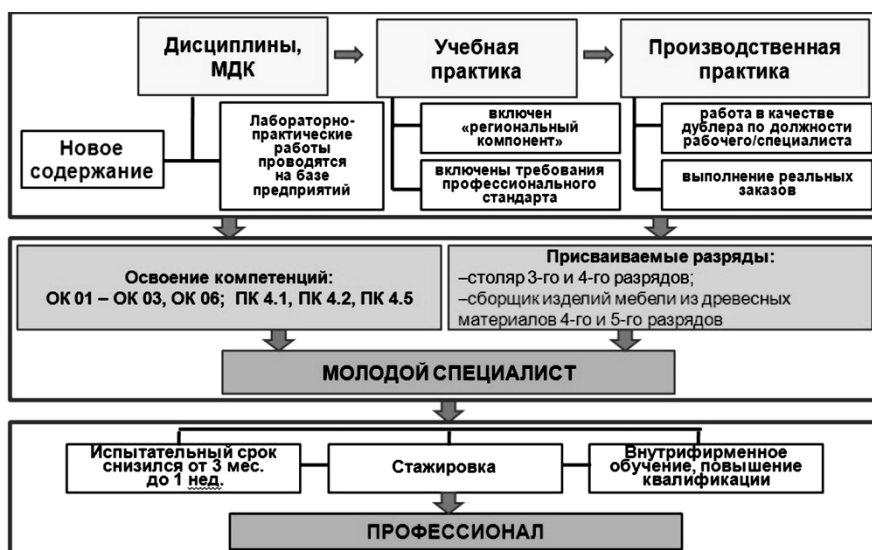 Дисциплины,
МДК
Учебная
практика
Производственная
практика
Новое
содержание
Лабораторно-
практические
работы
проводятся
на базе
предприятий
включен
«региональный
компонент»
включены требования
профессионального
стандарта
работа в качестве
дублера по должности
рабочего/специалиста
выполнение реальных
заказов
Освоение компетенций:
ОК 01 – ОК 03, ОК 06; ПК 4.1, ПК 4.2, ПК 4.5
Присваиваемые разряды:
–столяр 3-го и 4-го разрядов;
–сборщик изделий мебели из древесных
материалов 4-го и 5-го разрядов
МОЛОДОЙ СПЕЦИАЛИСТ
Испытательный срок
снизился от 3 мес.
до 1 нед.
Стажировка
Внутрифирменное
обучение, повышение
квалификации
ПРОФЕССИОНАЛ